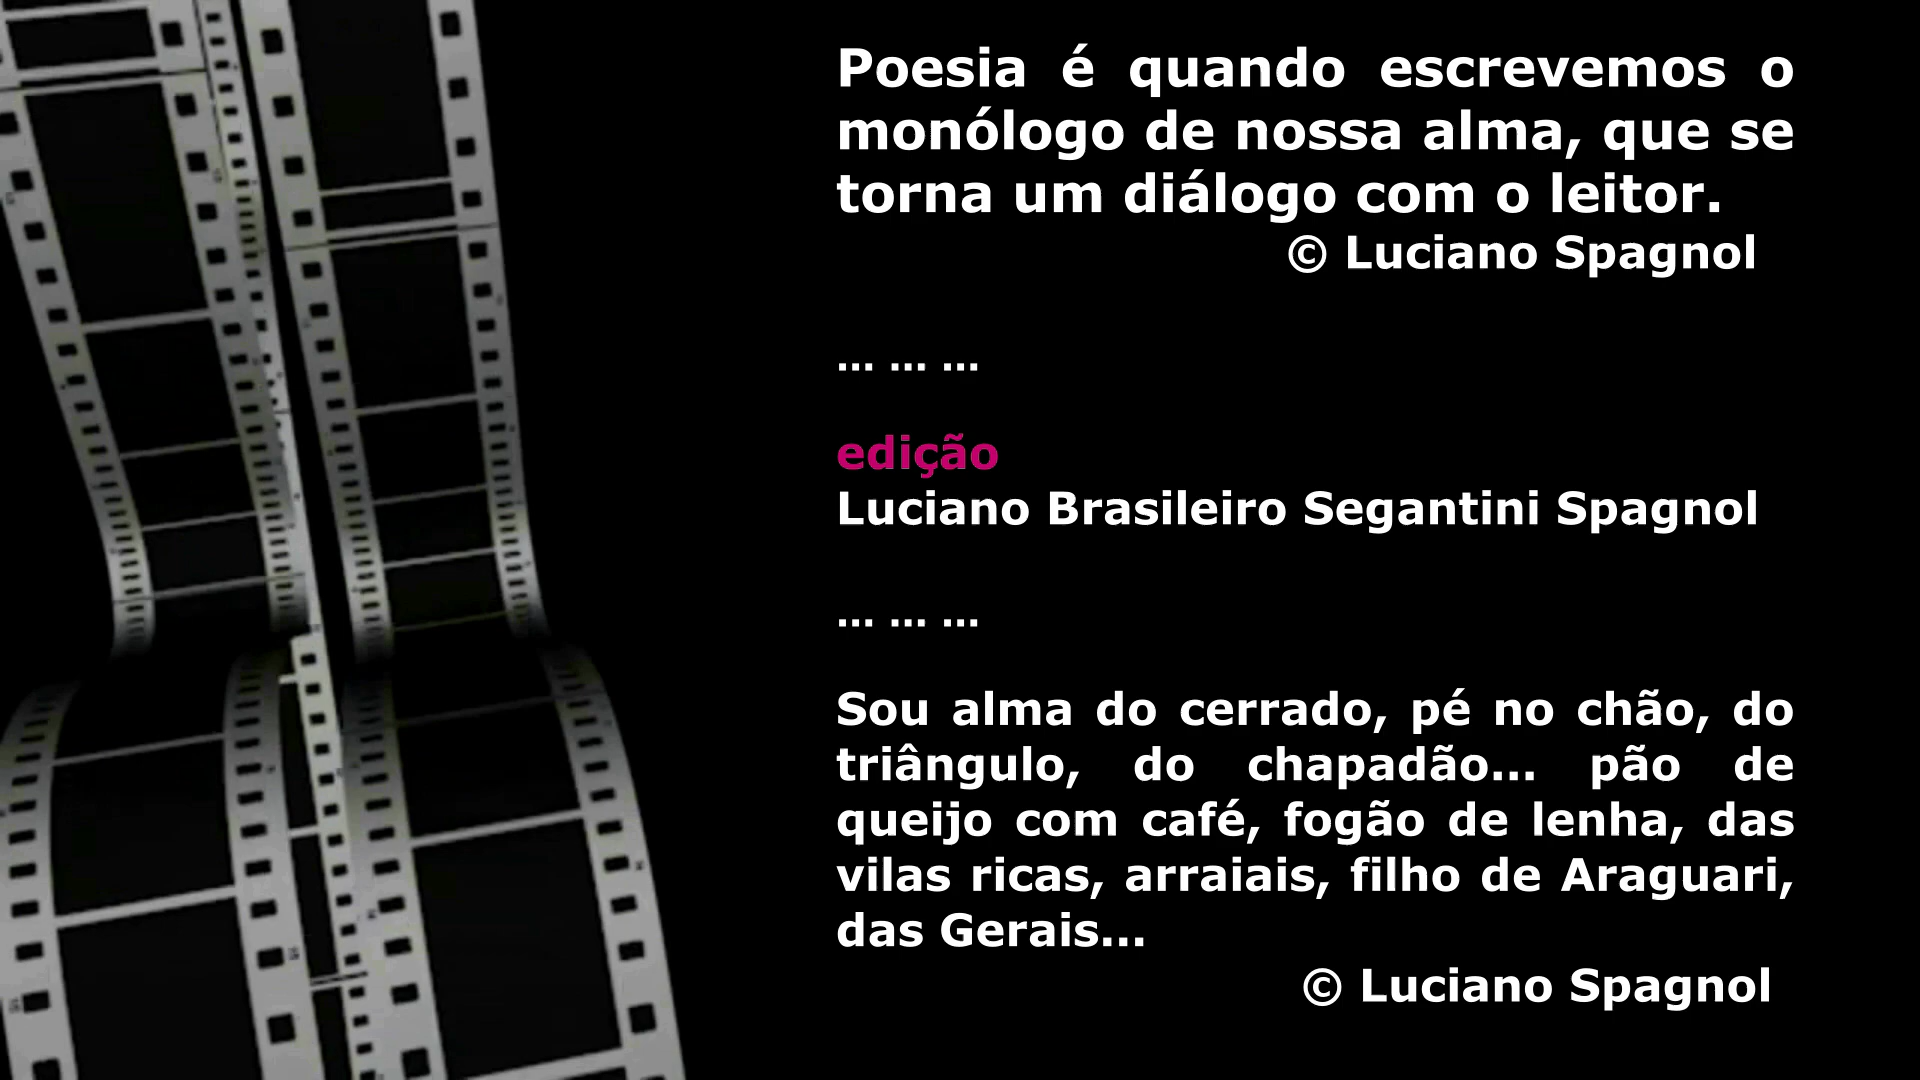 Poesia é quando escrevemos o
monólogo de nossa alma, que se
torna um diálogo com o leitor.
© Luciano Spagnol
... ... ...
edição
Luciano Brasileiro Segantini Spagnol
... ... ...
Sou alma do cerrado, pé no chão, do
triângulo, do chapadão... pão de
queijo com café, fogão de lenha, das
vilas ricas, arraiais, filho de Araguari,
das Gerais...
© Luciano Spagnol